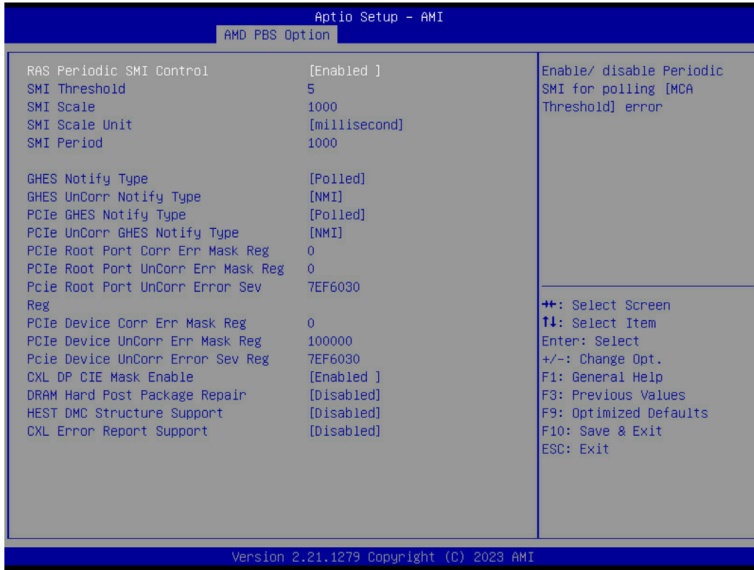 Aptio Setup – AMI
AMD PBS Option
RAS Periodic SMI Control [Enabled ]
SMI Threshold 5
SMI Scale 1000
SMI Scale Unit [millisecond]
SMI Period 1000
GHES Notify Type [Polled]
GHES UnCorr Notify Type [NMI]
PCIe GHES Notify Type [Polled]
PCIe UnCorr GHES Notify Type [NMI]
PCIe Root Port Corr Err Mask Reg 0
PCIe Root Port UnCorr Err Mask Reg 0
Pcie Root Port UnCorr Error Sev 7EF6030
Reg
PCIe Device Corr Err Mask Reg 0
PCIe Device UnCorr Err Mask Reg 100000
Pcie Device UnCorr Error Sev Reg 7EF6030
CXL DP CIE Mask Enable [Enabled ]
DRAM Hard Post Package Repair [Disabled]
HEST DMC Structure Support [Disabled]
CXL Error Report Support [Disabled]
Enable/ disable Periodic
SMI for polling [MCA
Threshold] error
→←: Select Screen
↑↓: Select Item
Enter: Select
+/-: Change Opt.
F1: General Help
F3: Previous Values
F9: Optimized Defaults
F10: Save & Exit
ESC: Exit
Version 2.21.1279 Copyright (C) 2023 AMI